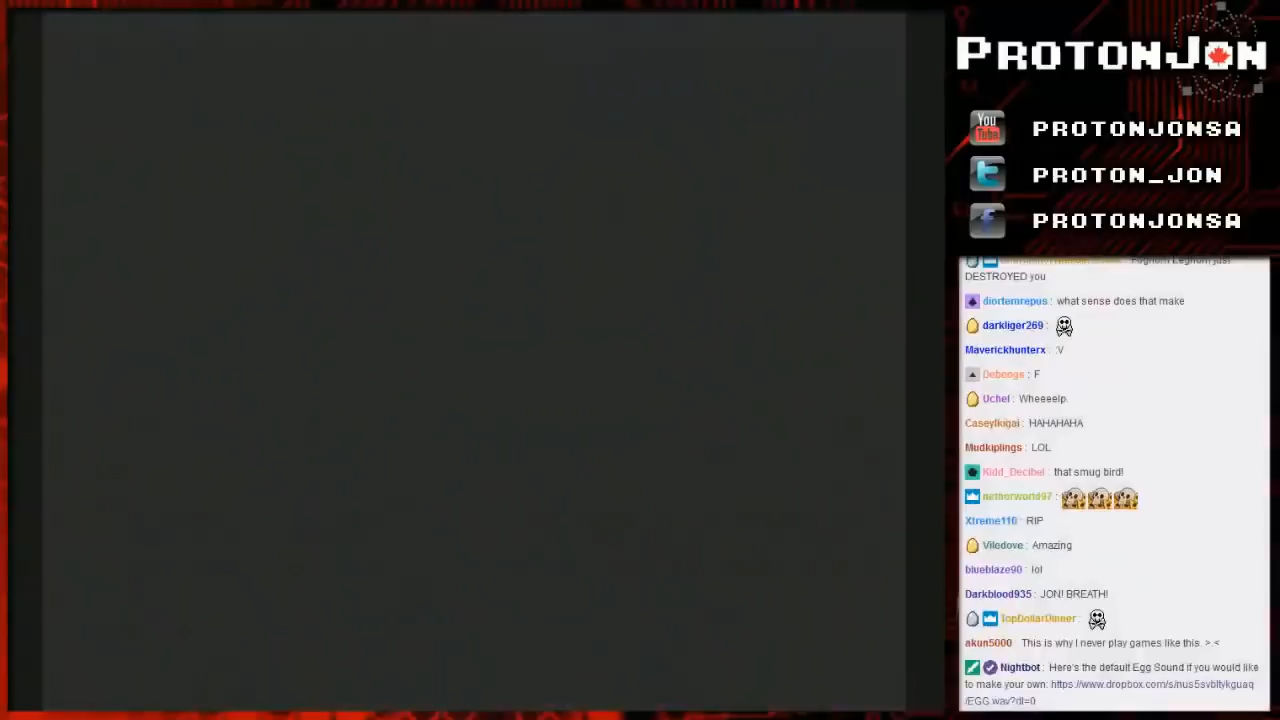 PROTONJON
PROTONJONSA
PROTON_JON
PROTONJONSA
DESTROYED you
diortemrepus : what sense does that make
darkliger269 :
Maverickhunterx : :V
Debongs : F
Uchel : Wheeeelp.
CaseyIkigai : HAHAHAHA
Mudkiplings : LOL
Kidd_Decibel : that smug bird!
netherworld97 :
Xtreme110 : RIP
Viledove : Amazing
blueblaze90 : lol
Darkblood935 : JON! BREATH!
TopDollarDineer :
akun5000 : This is why I never play games like this. >.<
Nightbot : Here's the default Egg Sound if you would like
to make your own: https://www.dropbox.com/s/nus5svbltykguaq
/EGG.wav?dl=0